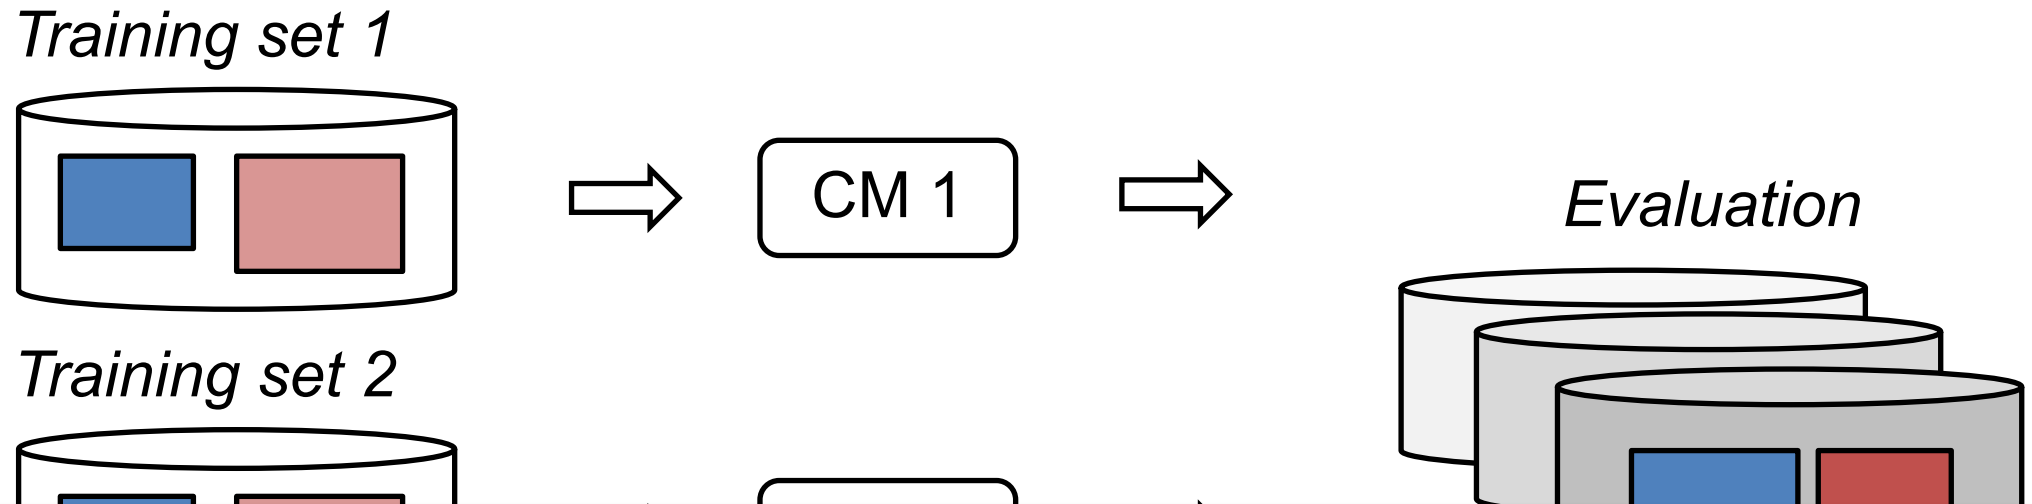 Training set 1
CM 1
Evaluation
Training set 2